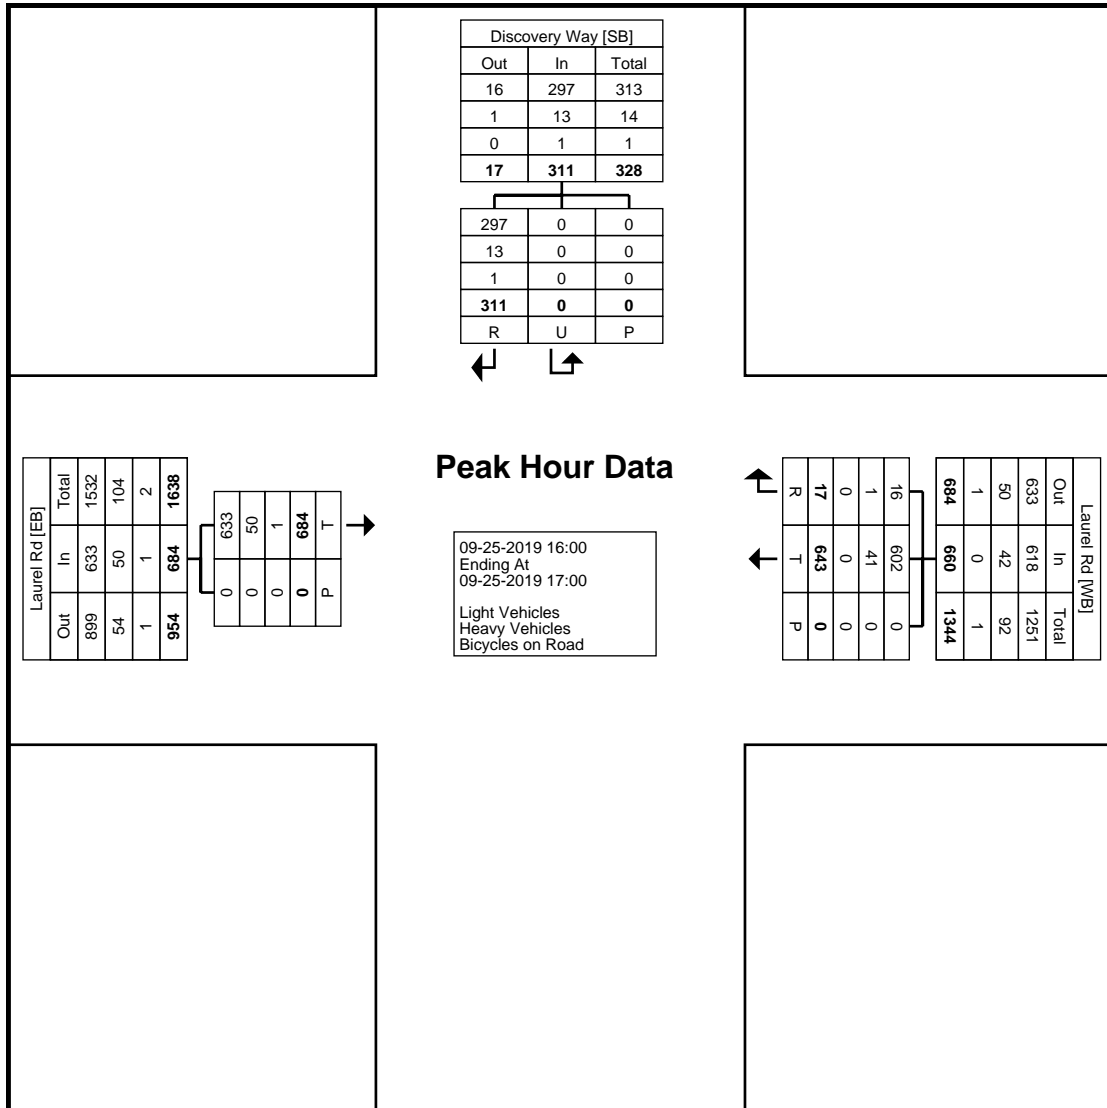 Discovery Way [SB]
Out In Total
16 297 313
1 13 14
0 1 1
17 311 328
297 0 0
13 0 0
1 0 0
311 0 0
R U P
Peak Hour Data
09-25-2019 16:00
Ending At
09-25-2019 17:00
Light Vehicles
Heavy Vehicles
Bicycles on Road
Laurel Rd [EB]
Out In Total
899 633 1532
54 50 104
1 1 2
954 684 1638
0 633
0 50
0 1
0 684
P T
Laurel Rd [WB]
Out In Total
633 618 1251
50 42 92
1 0 1
684 660 1344
16 602 0
1 41 0
0 0 0
17 643 0
R T P